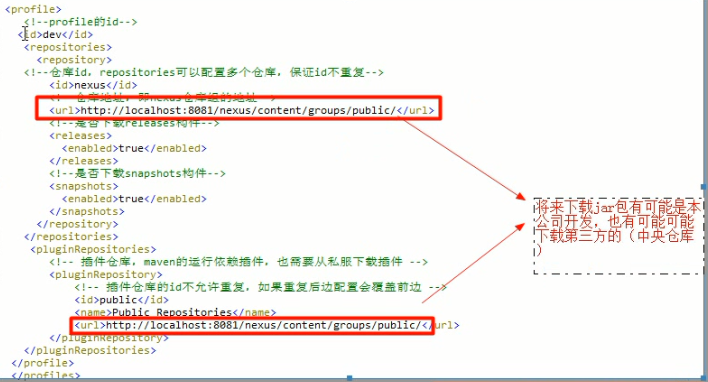 <profile>
<!--profile的id-->
<id>dev</id>
<repositories>
<repository>
<!--仓库id, repositories可以配置多个仓库，保证id不重复-->
<id>nexus</id>
<!--仓库地址，即nexus仓库组的地址-->
<url>http://localhost:8081/nexus/content/groups/public/</url>
<!--是否下载releases构件-->
<releases>
<enabled>true</enabled>
</releases>
<!--是否下载snapshots构件-->
<snapshots>
<enabled>true</enabled>
</snapshots>
</repository>
</repositories>
<pluginRepositories>
<!-- 插件仓库，maven的运行依赖插件，也需要从私服下载插件 -->
<pluginRepository>
<!-- 插件仓库的id不允许重复，如果重复后边配置会覆盖前边 -->
<id>public</id>
<name>Public Repositories</name>
<url>http://localhost:8081/nexus/content/groups/public/</url>
</pluginRepository>
</pluginRepositories>
</profile>
</profiles>
将来下载jar包有可能是本
公司开发，也有可能可能
下载第三方的（中央仓库
）